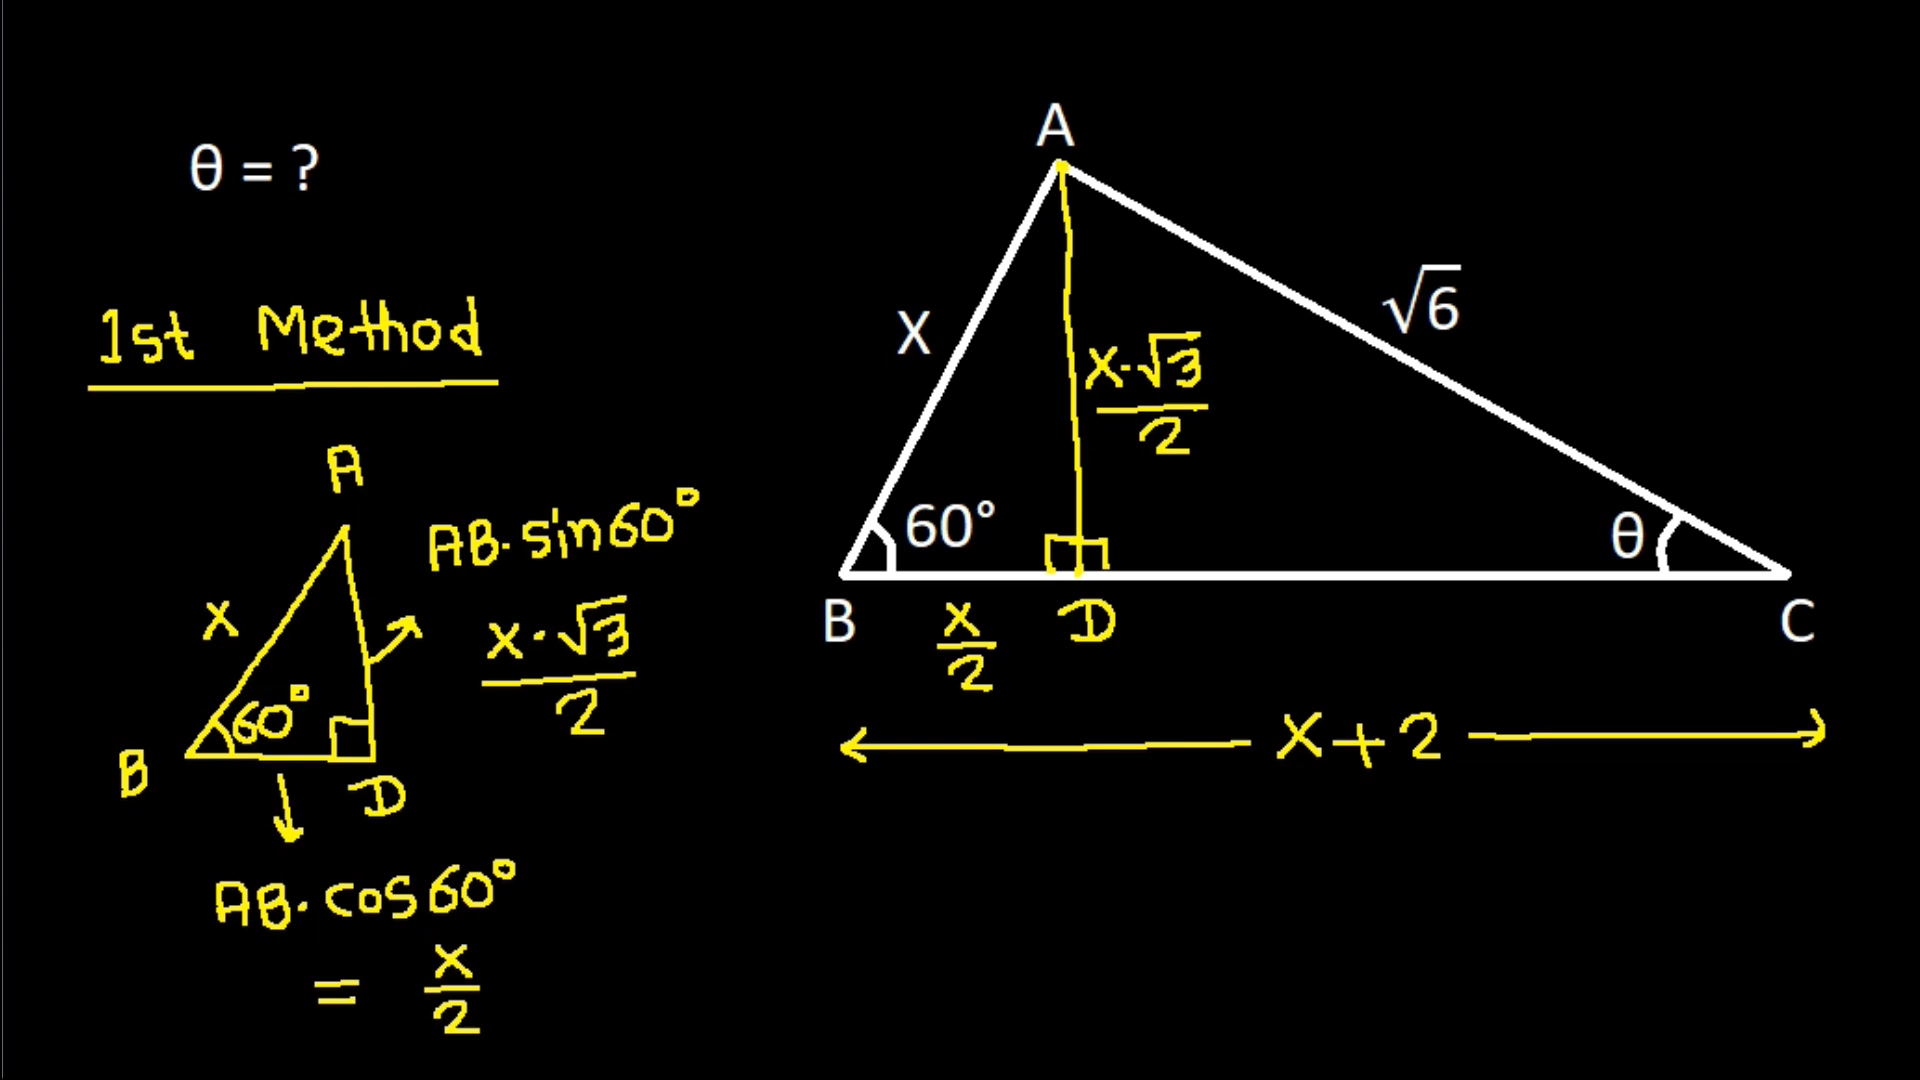 θ = ?
1st Method
A
X
AB·sin60°
x·√3/2
60°
B
D
AB·cos60°
= x/2
A
X
√6
x·√3/2
60°
θ
B
x/2
D
C
x+2